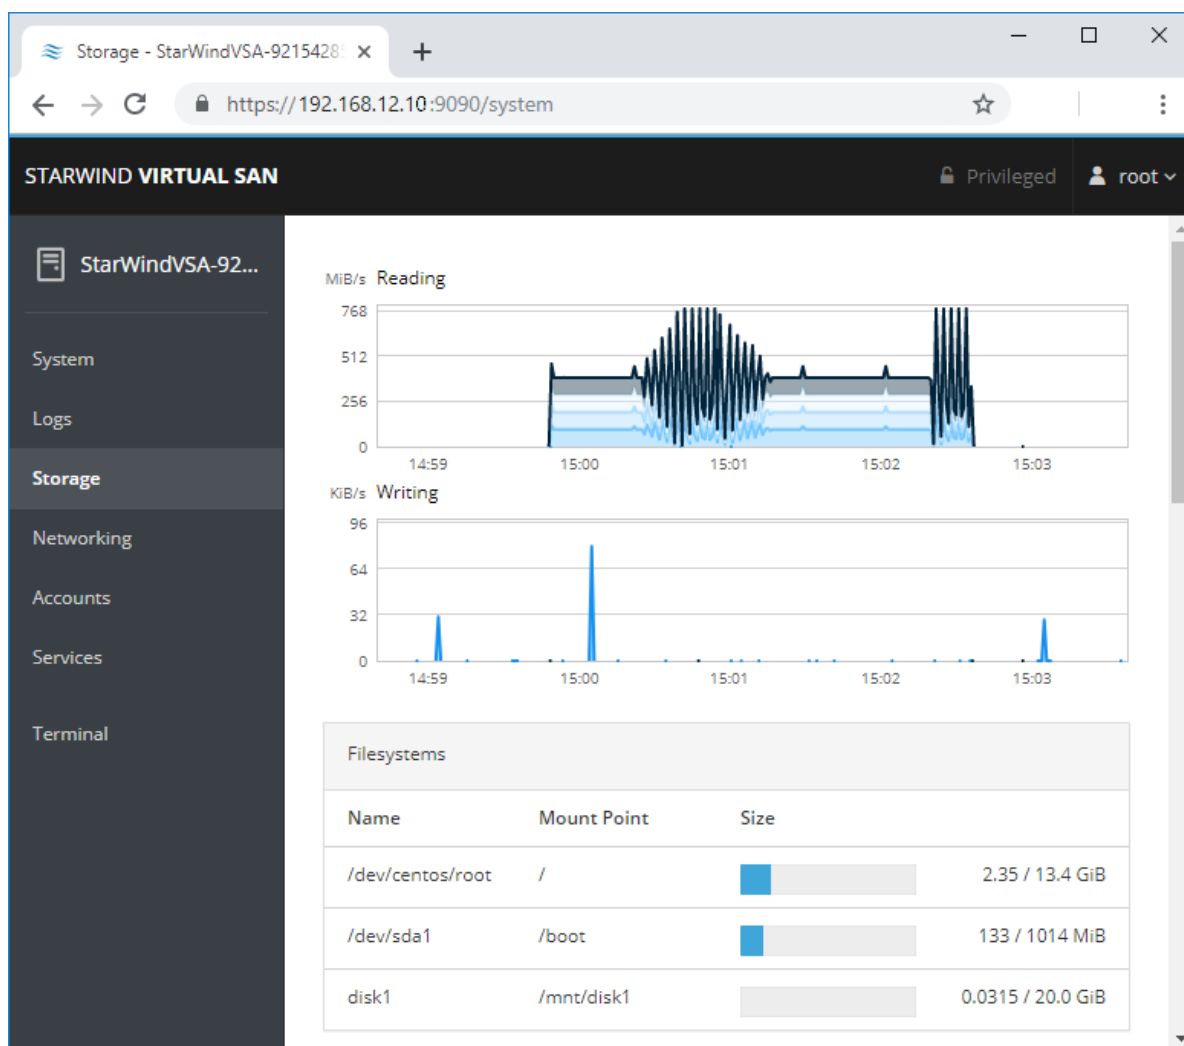 Storage - StarWindVSA-9215428
https://192.168.12.10:9090/system
STARWIND VIRTUAL SAN
Privileged
root
StarWindVSA-92...
System
Logs
Storage
Networking
Accounts
Services
Terminal
MiB/s Reading
768
512
256
0
14:59 15:00 15:01 15:02 15:03
KiB/s Writing
96
64
32
0
14:59 15:00 15:01 15:02 15:03
Filesystems
Name Mount Point Size
/dev/centos/root / 2.35 / 13.4 GiB
/dev/sda1 /boot 133 / 1014 MiB
disk1 /mnt/disk1 0.0315 / 20.0 GiB